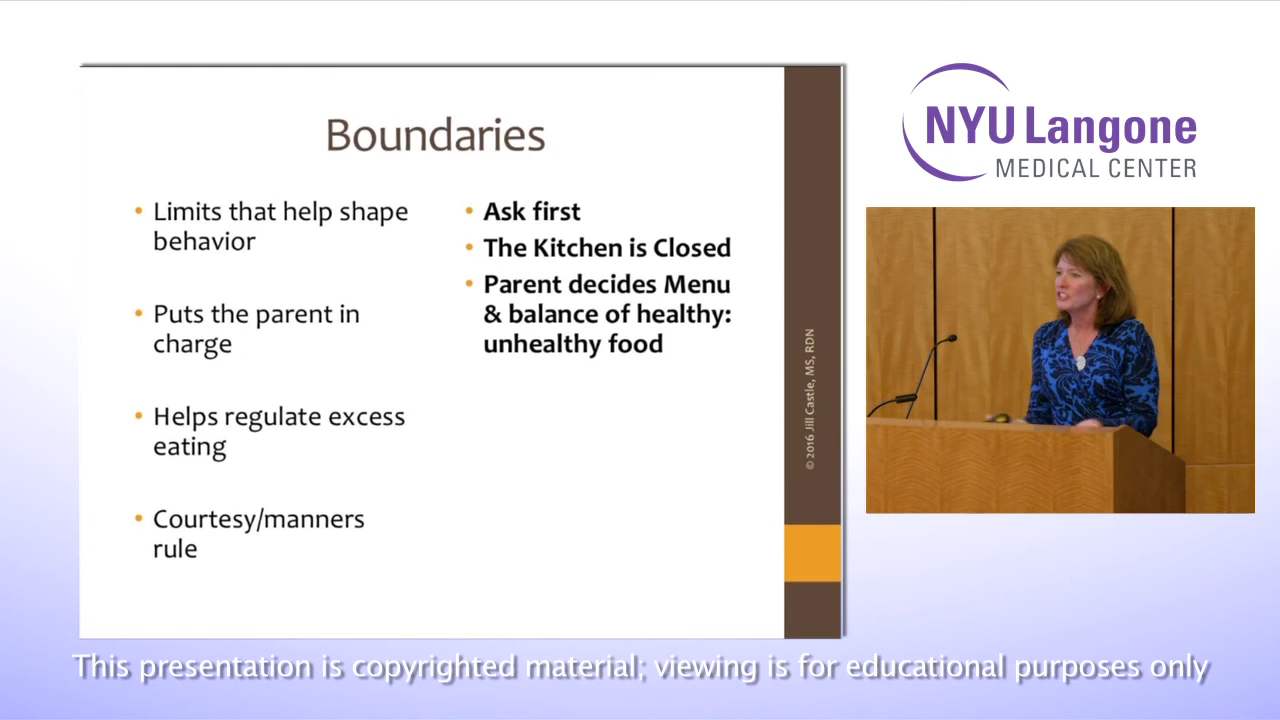 Boundaries
• Limits that help shape
behavior
• Puts the parent in
charge
• Helps regulate excess
eating
• Courtesy/manners
rule
• Ask first
• The Kitchen is Closed
• Parent decides Menu
& balance of healthy:
unhealthy food
© 2016 Jill Castle, MS, RDN
NYU Langone
MEDICAL CENTER
This presentation is copyrighted material; viewing is for educational purposes only